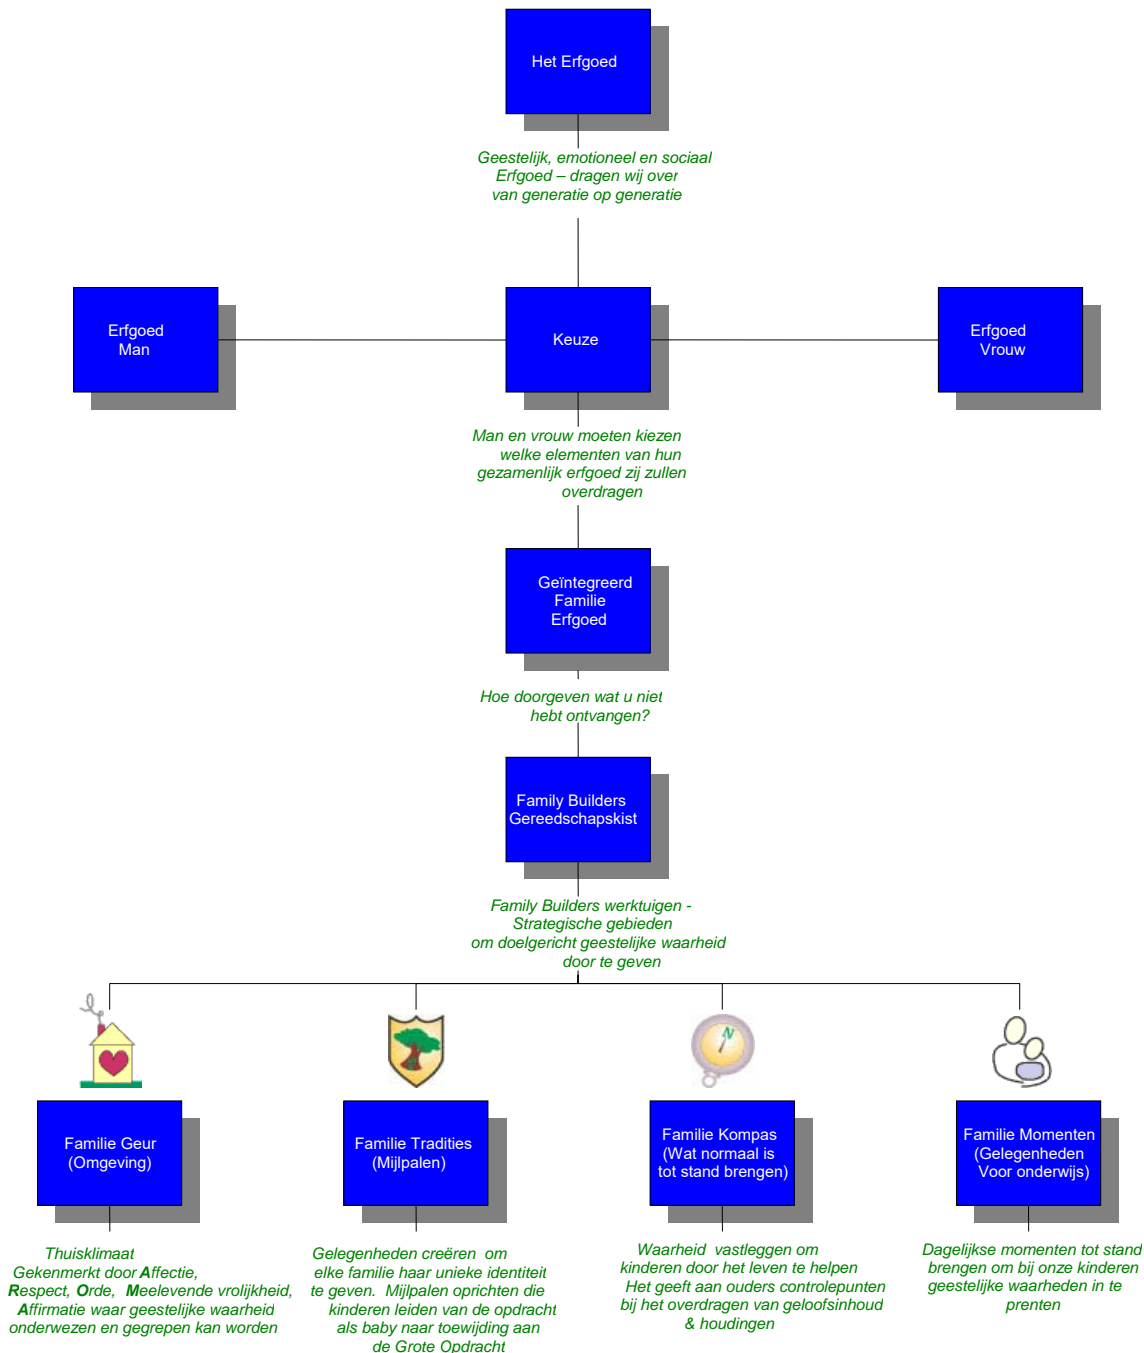 Het Erfgoed
Geestelijk, emotioneel en sociaal
Erfgoed – dragen wij over
van generatie op generatie
Erfgoed
Man
Keuze
Erfgoed
Vrouw
Man en vrouw moeten kiezen
welke elementen van hun
gezamenlijk erfgoed zij zullen
overdragen
Geïntegreerd
Familie
Erfgoed
Hoe doorgeven wat u niet
hebt ontvangen?
Family Builders
Gereedschapskist
Family Builders werktuigen -
Strategische gebieden
om doelgericht geestelijke waarheid
door te geven
N
Familie Geur
(Omgeving)
Familie Tradities
(Mijlpalen)
Familie Kompas
(Wat normaal is
tot stand brengen)
Familie Momenten
(Gelegenheden
Voor onderwijs)
Thuisklimaat
Gekenmerkt door Affectie,
Respect, Orde, Meelevende vrolijkheid,
Affirmatie waar geestelijke waarheid
onderwezen en gegrepen kan worden
Gelegenheden creëren om
elke familie haar unieke identiteit
te geven. Mijlpalen oprichten die
kinderen leiden van de opdracht
als baby naar toewijding aan
de Grote Opdracht
Waarheid vastleggen om
kinderen door het leven te helpen
Het geeft aan ouders controlepunten
bij het overdragen van geloofsinhoud
& houdingen
Dagelijkse momenten tot stand
brengen om bij onze kinderen
geestelijke waarheden in te
prenten